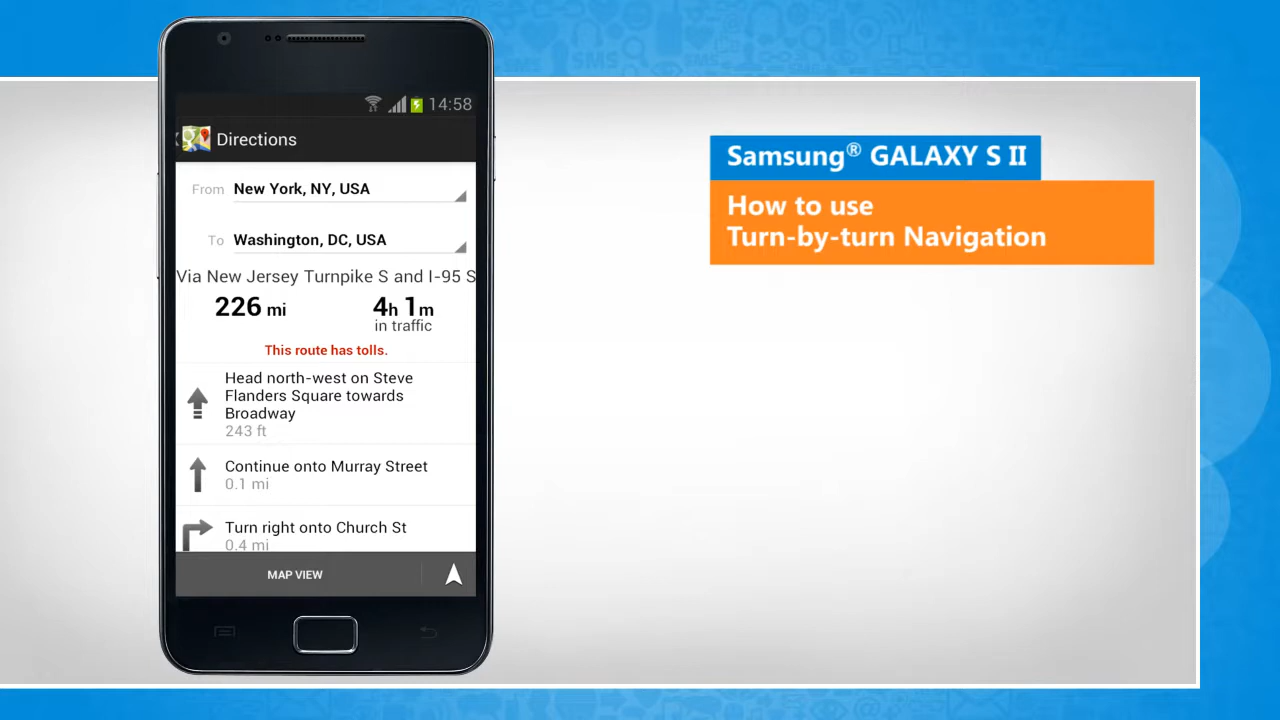 14:58
Directions
From New York, NY, USA
To Washington, DC, USA
Via New Jersey Turnpike S and I-95 S
226 mi 4h 1m
in traffic
This route has tolls.
Head north-west on Steve
Flanders Square towards
Broadway
243 ft
Continue onto Murray Street
0.1 mi
Turn right onto Church St
0.4 mi
MAP VIEW
Samsung® GALAXY S II
How to use
Turn-by-turn Navigation
SMS
SMS